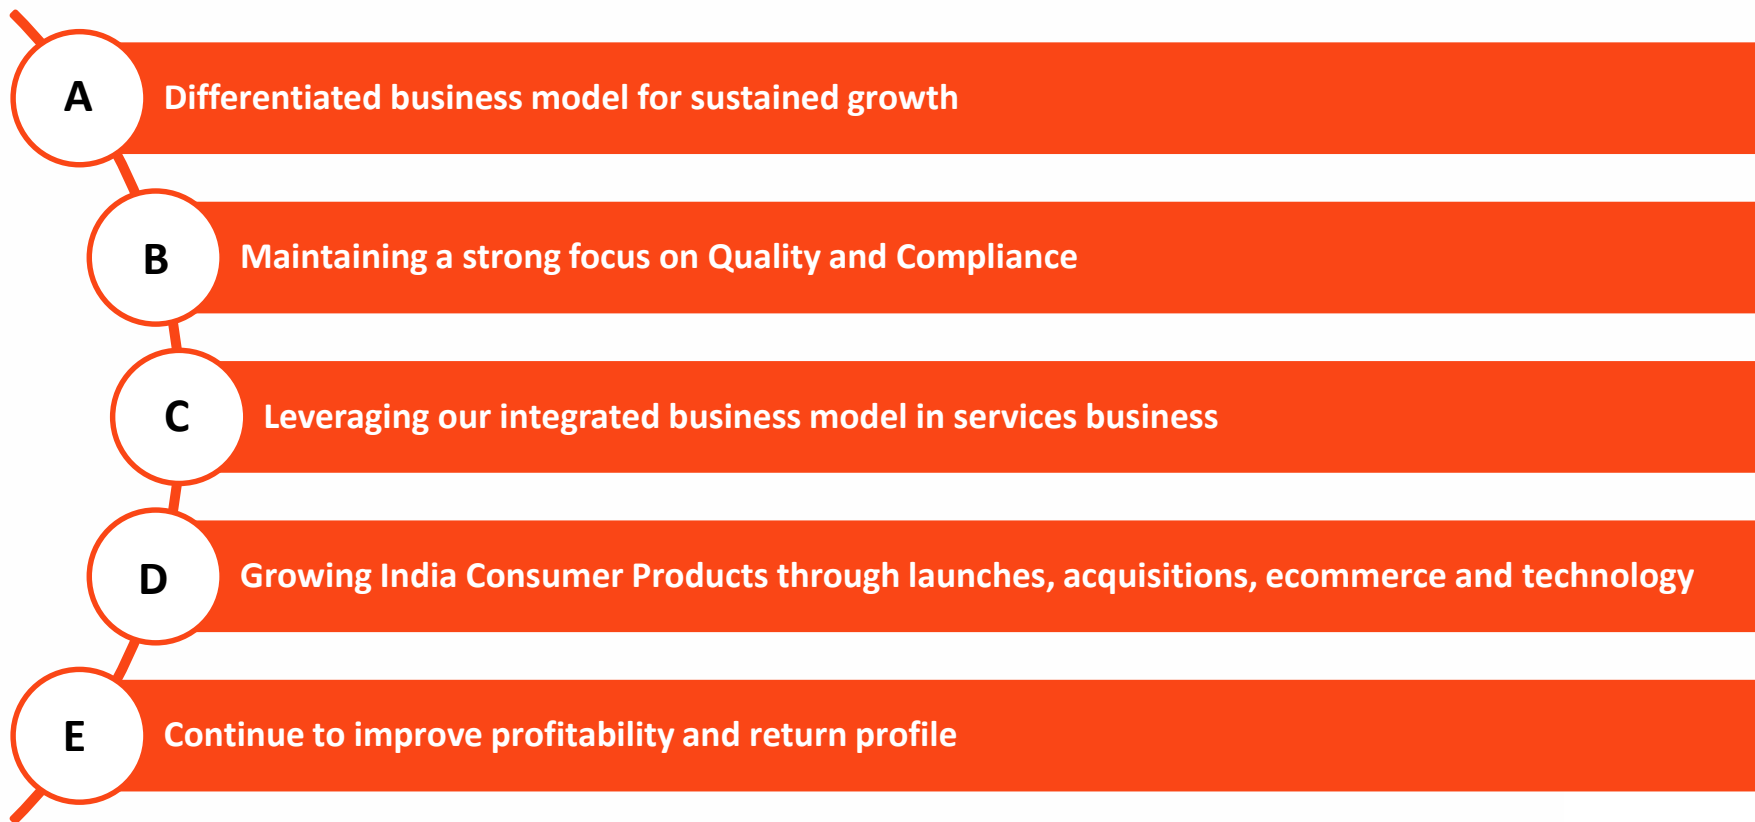 A
Differentiated business model for sustained growth
B
Maintaining a strong focus on Quality and Compliance
C
Leveraging our integrated business model in services business
D
Growing India Consumer Products through launches, acquisitions, ecommerce and technology
E
Continue to improve profitability and return profile